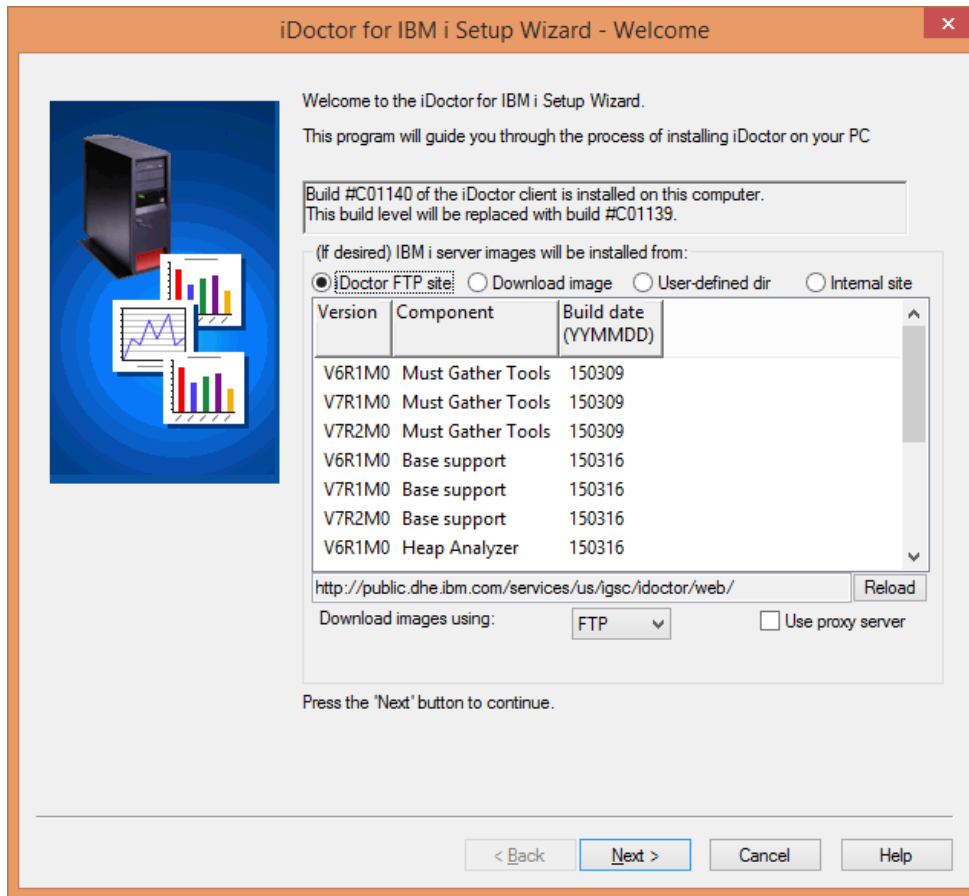 iDoctor for IBM i Setup Wizard - Welcome
Welcome to the iDoctor for IBM i Setup Wizard.
This program will guide you through the process of installing iDoctor on your PC
Build #C01140 of the iDoctor client is installed on this computer.
This build level will be replaced with build #C01139.
(If desired) IBM i server images will be installed from:
iDoctor FTP site Download image User-defined dir Internal site
Version Component Build date
(YYMMDD)
V6R1M0 Must Gather Tools 150309
V7R1M0 Must Gather Tools 150309
V7R2M0 Must Gather Tools 150309
V6R1M0 Base support 150316
V7R1M0 Base support 150316
V7R2M0 Base support 150316
V6R1M0 Heap Analyzer 150316
http://public.dhe.ibm.com/services/us/igsc/idoctor/web/ Reload
Download images using: FTP Use proxy server
Press the "Next" button to continue.
< Back Next > Cancel Help